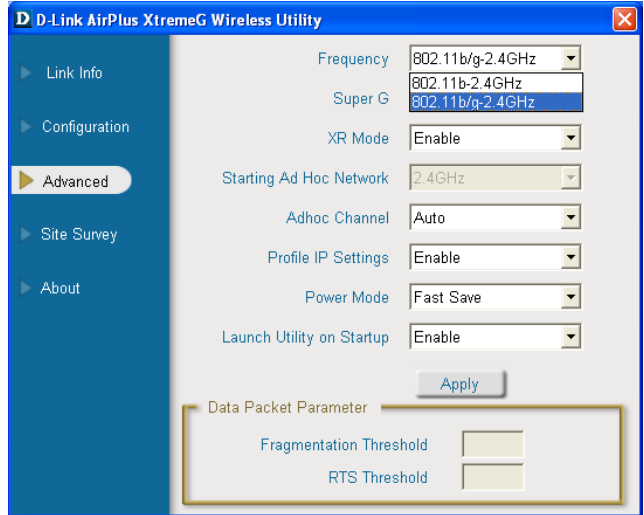 D D-Link AirPlus XtremeG Wireless Utility
Link Info
Configuration
Advanced
Site Survey
About
Frequency 802.11b/g-2.4GHz
802.11b-2.4GHz
Super G 802.11b/g-2.4GHz
XR Mode Enable
Starting Ad Hoc Network 2.4GHz
Adhoc Channel Auto
Profile IP Settings Enable
Power Mode Fast Save
Launch Utility on Startup Enable
Apply
Data Packet Parameter
Fragmentation Threshold
RTS Threshold